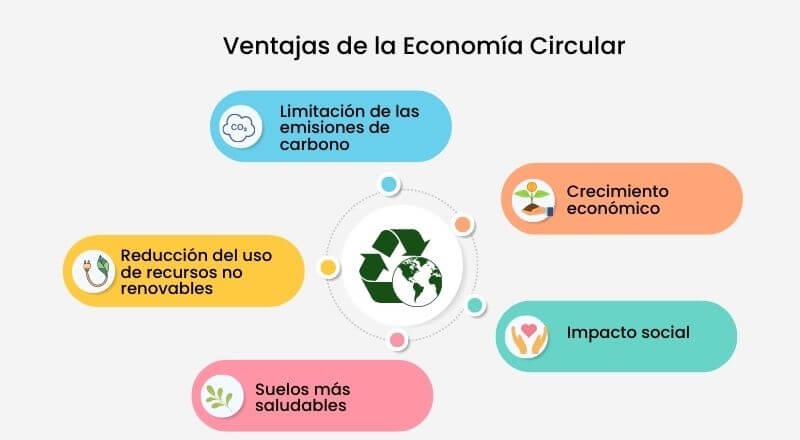 Ventajas de la Economía Circular
Limitación de las
emisiones de
carbono
CO₂
Crecimiento
económico
Reducción del uso
de recursos no
renovables
Impacto social
Suelos más
saludables